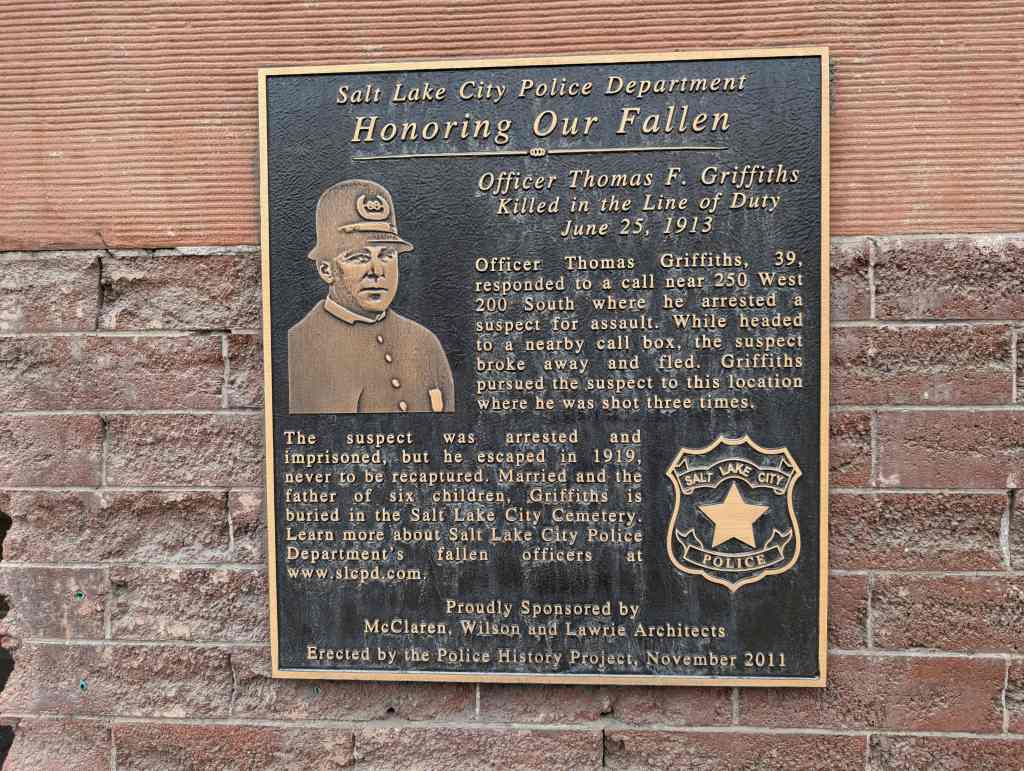 Salt Lake City Police Department
Honoring Our Fallen
Officer Thomas F. Griffiths
Killed in the Line of Duty
June 25, 1913
Officer Thomas Griffiths, 39,
responded to a call near 250 West
200 South where he arrested a
suspect for assault. While headed
to a nearby call box, the suspect
broke away and fled. Griffiths
pursued the suspect to this location
where he was shot three times.
The suspect was arrested and
imprisoned, but he escaped in 1919,
never to be recaptured. Married and the
father of six children, Griffiths is
buried in the Salt Lake City Cemetery.
Learn more about Salt Lake City Police
Department's fallen officers at
www.slcpd.com.
SALT LAKE CITY
POLICE
Proudly Sponsored by
McClaren, Wilson and Lawrie Architects
Erected by the Police History Project, November 2011